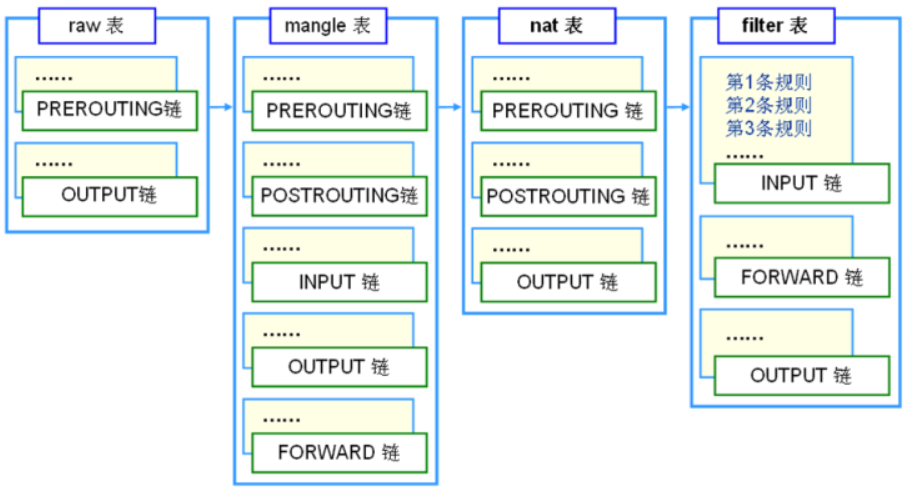 raw 表
……
PREROUTING链
……
OUTPUT链
mangle 表
……
PREROUTING链
……
POSTROUTING链
……
INPUT 链
……
OUTPUT 链
……
FORWARD 链
nat 表
……
PREROUTING 链
……
POSTROUTING 链
……
OUTPUT 链
filter 表
第1条规则
第2条规则
第3条规则
……
INPUT 链
……
FORWARD 链
……
OUTPUT 链